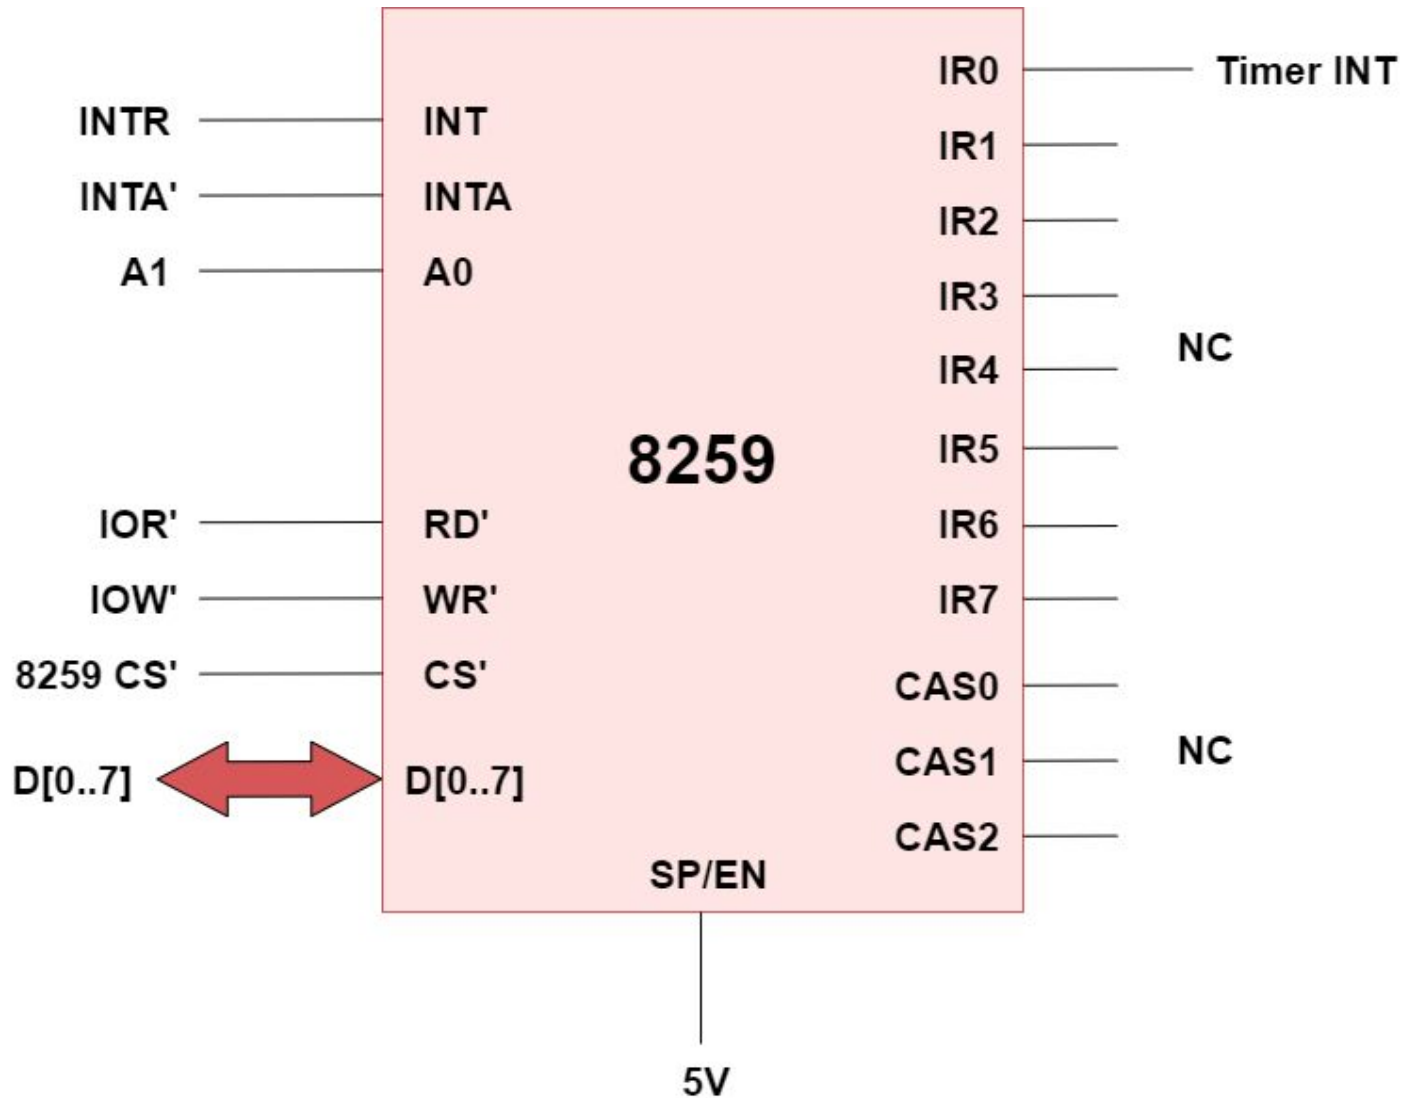 IR0 Timer INT
INTR INT
IR1
INTA' INTA
IR2
A1 A0
IR3
NC
IR4
8259
IR5
IOR' RD'
IR6
IOW' WR'
IR7
8259 CS' CS'
CAS0
NC
CAS1
D[0..7] D[0..7]
CAS2
SP/EN
5V